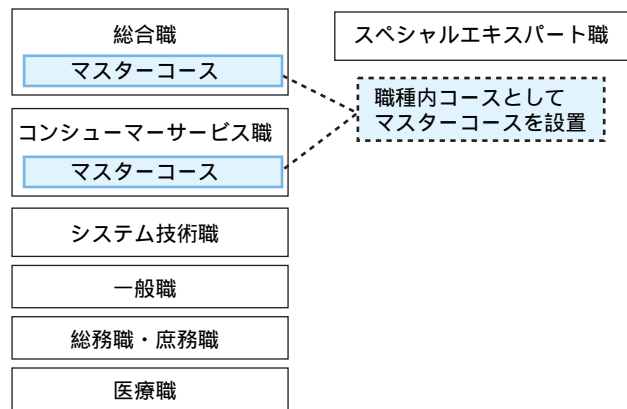 総合職
マスターコース
スペシャルエキスパート職
職種内コースとして
マスターコースを設置
コンシューマーサービス職
マスターコース
システム技術職
一般職
総務職・庶務職
医療職